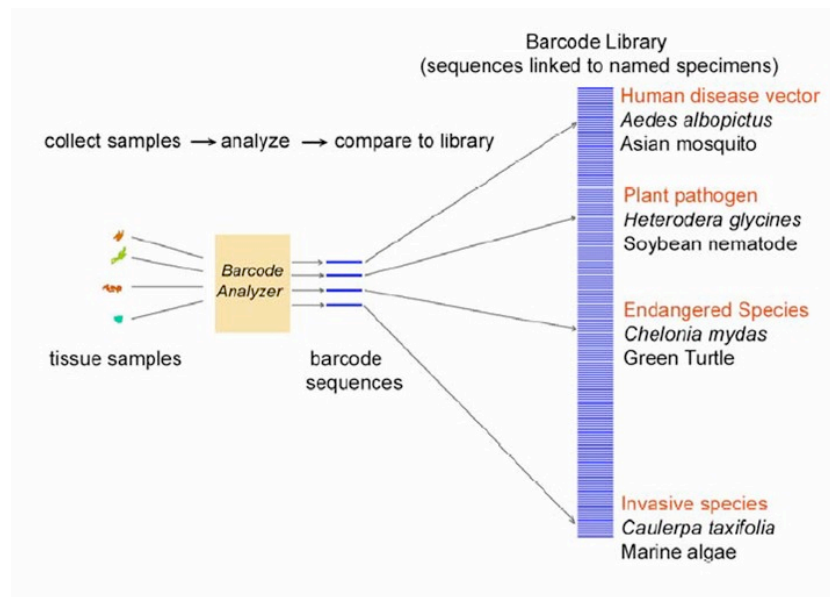 Barcode Library
(sequences linked to named specimens)
collect samples → analyze → compare to library
Human disease vector
Aedes albopictus
Asian mosquito
Plant pathogen
Heterodera glycines
Soybean nematode
Barcode
Analyzer
Endangered Species
Chelonia mydas
Green Turtle
tissue samples
barcode
sequences
Invasive species
Caulerpa taxifolia
Marine algae